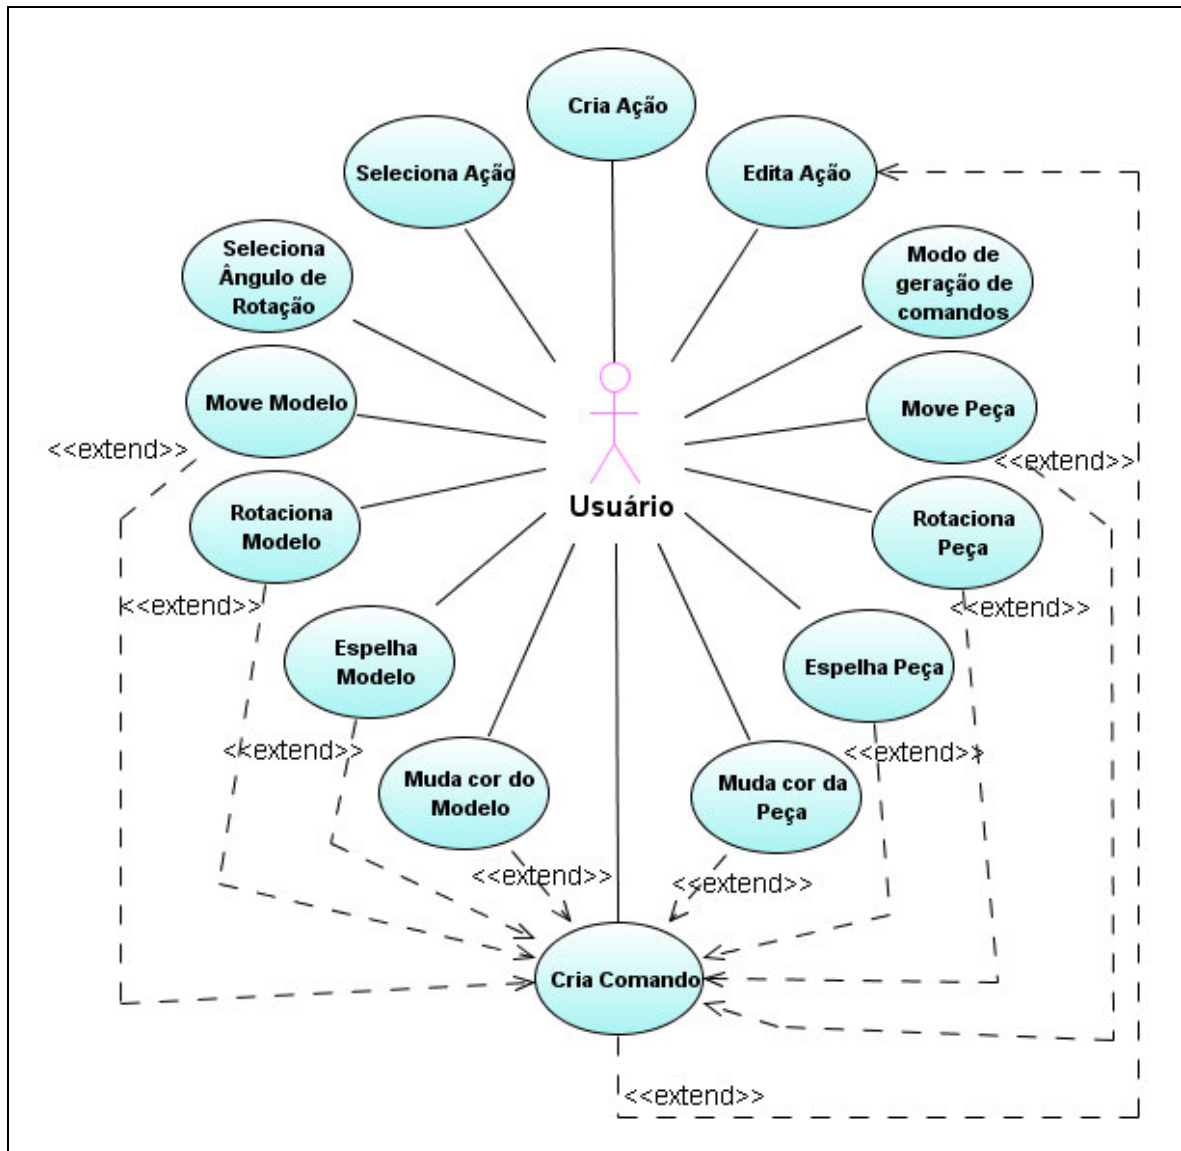 Cria Ação
Seleciona Ação
Edita Ação
Seleciona
Ângulo de
Rotação
Modo de
geração de
comandos
Move Modelo
Move Peça
<<extend>>
<<extend>>
Rotaciona
Modelo
Usuário
Rotaciona
Peça
<<extend>>
<<extend>>
Espelha
Modelo
Espelha Peça
<<extend>>
<<extend>>
Muda cor do
Modelo
Muda cor da
Peça
<<extend>>
<<extend>>
Cria Comando
<<extend>>